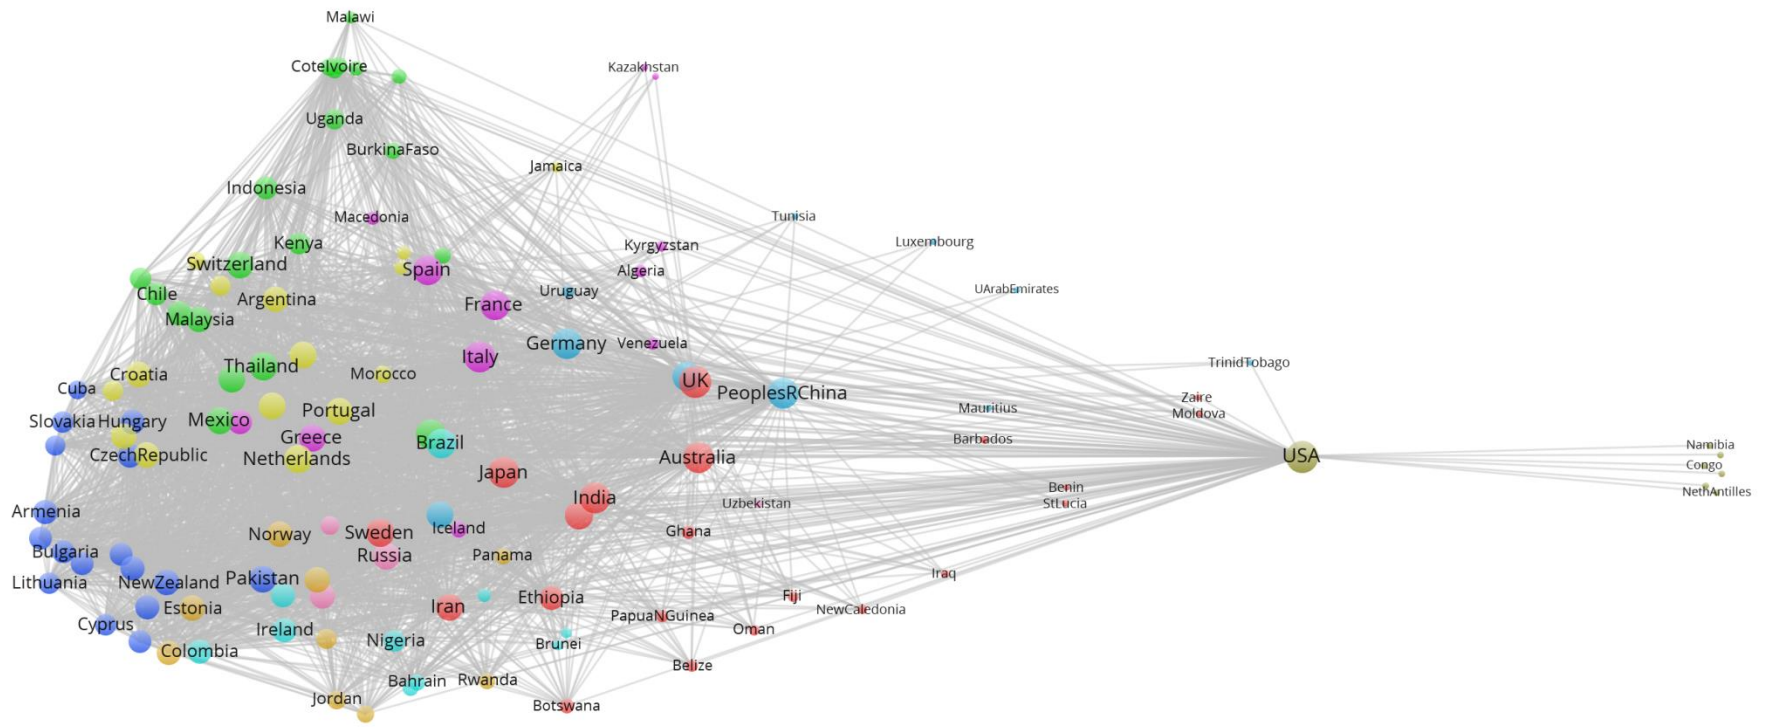 Malawi
CoteIvoire
Kazakhstan
Uganda
BurkinaFaso
Jamaica
Indonesia
Macedonia
Tunisia
Kenya
Kyrgyzstan
Luxembourg
Switzerland
Spain
Algeria
Chile
Argentina
France
Uruguay
UArabEmirates
Malaysia
Germany
Venezuela
Italy
Thailand
TrinidTobago
Croatia
Morocco
UK
Cuba
PeoplesRChina
Zaire
Mauritius
Moldova
Slovakia
Hungary
Mexico
Portugal
Greece
Brazil
Barbados
Namibia
CzechRepublic
Netherlands
Australia
USA
Congo
Japan
Benin
NethAntilles
India
Uzbekistan
StLucia
Armenia
Norway
Sweden
Iceland
Ghana
Bulgaria
Russia
Panama
Lithuania
NewZealand
Pakistan
Iraq
Estonia
Iran
Ethiopia
Fiji
NewCaledonia
PapuaNGuinea
Cyprus
Ireland
Nigeria
Oman
Brunei
Colombia
Belize
Bahrain
Rwanda
Jordan
Botswana